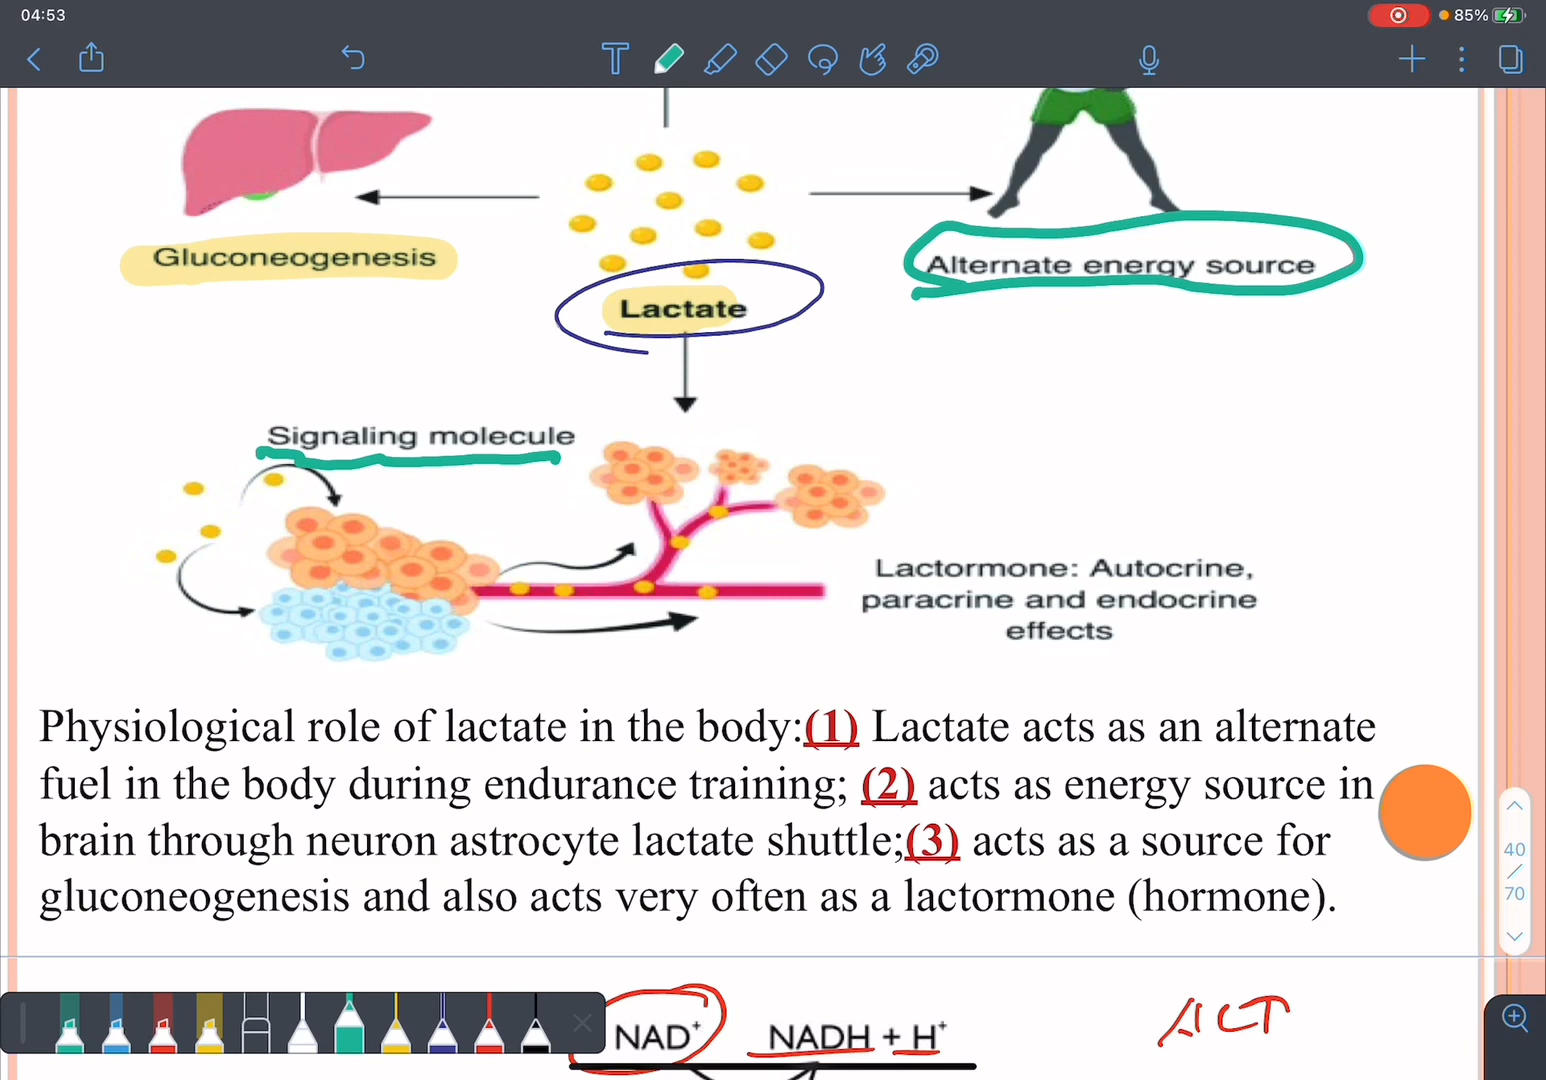 04:53
85%
T
Gluconeogenesis
Alternate energy source
Lactate
Signaling molecule
Lactormone: Autocrine,
paracrine and endocrine
effects
Physiological role of lactate in the body:(1) Lactate acts as an alternate
fuel in the body during endurance training; (2) acts as energy source in
brain through neuron astrocyte lactate shuttle;(3) acts as a source for
gluconeogenesis and also acts very often as a lactormone (hormone).
40
/
70
NAD⁺ NADH + H⁺